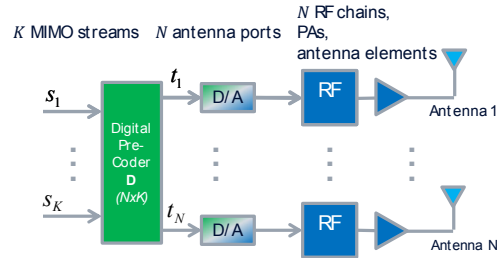 K MIMO streams
N antenna ports
N RF chains,
PAs,
antenna elements
s1
t1
D/A
RF
Antenna 1
Digital
Pre-
Coder
D
(NxK)
sK
tN
D/A
RF
Antenna N